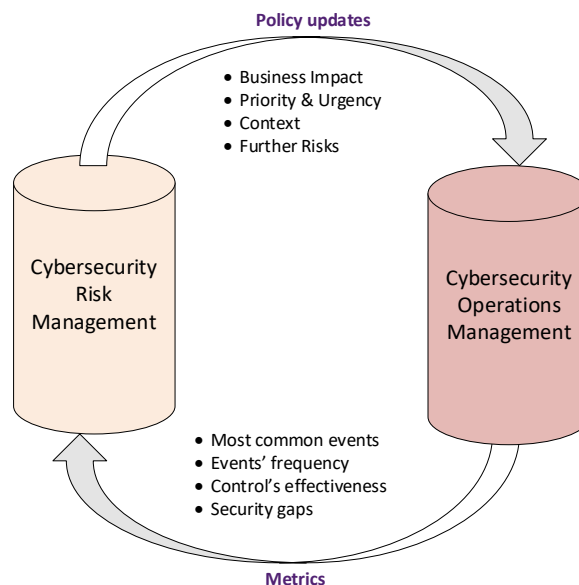 Policy updates
• Business Impact
• Priority & Urgency
• Context
• Further Risks
Cybersecurity
Risk
Management
Cybersecurity
Operations
Management
• Most common events
• Events’ frequency
• Control’s effectiveness
• Security gaps
Metrics